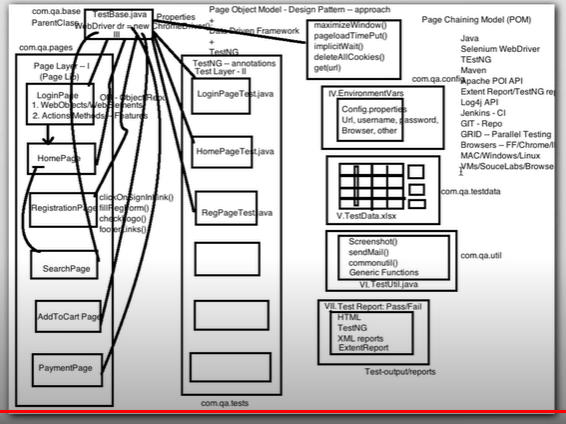 com.qa.base
ParentClass
TestBase.java
WebDriver dr = new ChromeDriver()
III
Properties
Page Object Model - Design Pattern -- approach
+
Data Driven Framework
+
TestNG
maximizeWindow()
pageloadTimePut()
implicitWait()
deleteAllCookies()
get(url)
Page Chaining Model (POM)
Java
Selenium WebDriver
TEstNG
Maven
Apache POI API
Extent Report/TestNG rep
Log4j API
Jenkins - CI
GIT - Repo
GRID -- Parallel Testing
Browsers -- FF/Chrome/I
MAC/Windows/Linux
VMs/SouceLabs/Browse
com.qa.pages
Page Layer -- I
(Page Lib)
LoginPage
1. WebObjects/WebElements
2. Actions/Methods -- Features
HomePage
RegistrationPage
clickOnSignInLink()
fillRegForm()
checkLogo()
footerLinks()
SearchPage
AddToCart Page
PaymentPage
TestNG -- annotations
Test Layer - II
LoginPageTest.java
HomePageTest.java
RegPageTest.java
com.qa.tests
com.qa.config
IV.EnvironmentVars
Config.properties
Url, username, password,
Browser, other
V.TestData.xlsx
com.qa.testdata
Screenshot()
sendMail()
commonutil()
Generic Functions
VI.TestUtil.java
com.qa.util
VII.Test Report: Pass/Fail
HTML
TestNG
XML reports
ExtentReport
Test-output/reports